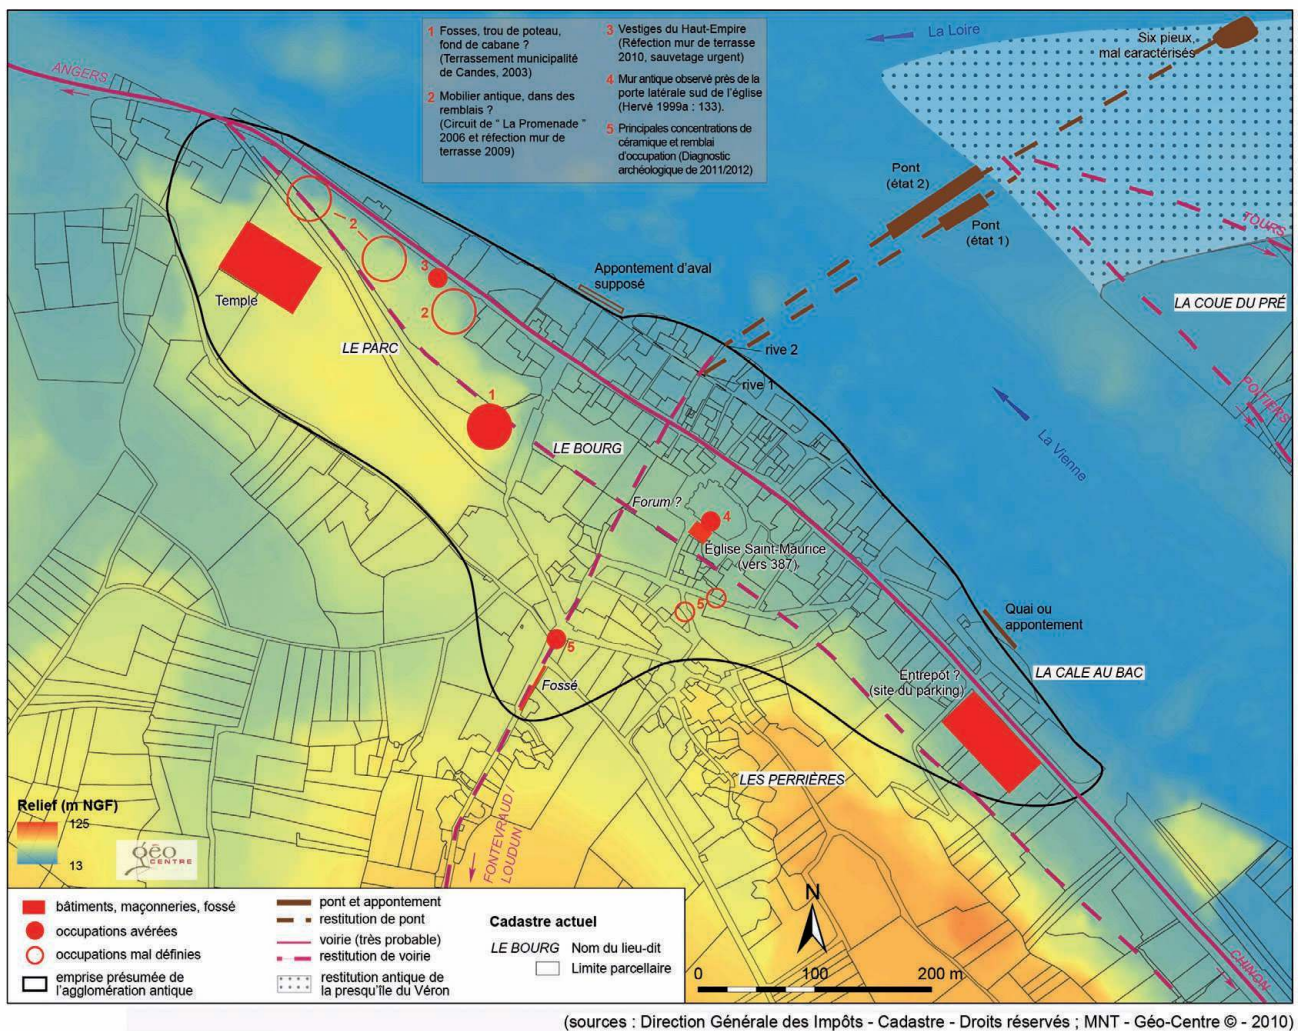 1 Fosses, trou de poteau,
fond de cabane ?
(Terrassement municipalité
de Candes, 2003)
2 Mobilier antique, dans des
remblais ?
(Circuit de " La Promenade "
2006 et réfection mur de
terrasse 2009)
3 Vestiges du Haut-Empire
(Réfection mur de terrasse
2010, sauvetage urgent)
4 Mur antique observé près de la
porte latérale sud de l'église
(Hervé 1999a : 133).
5 Principales concentrations de
céramique et remblai
d'occupation (Diagnostic
archéologique de 2011/2012)
La Loire
Six pieux,
mal caractérisés
ANGERS
Pont
(état 2)
Pont
(état 1)
TOURS
LA COUE DU PRÉ
POITIERS
2
3
2
Temple
Appontement d'aval
supposé
LE PARC
rive 2
rive 1
1
La Vienne
LE BOURG
Forum ?
4
Église Saint-Maurice
(vers 387)
5
5
Quai ou
appontement
Fossé
Entrepôt ?
(site du parking)
LA CALE AU BAC
LES PERRIÈRES
FONTEVRAUD /
LOUDUN
CHINON
Relief (m NGF)
125
13
géo
CENTRE
bâtiments, maçonneries, fossé
occupations avérées
occupations mal définies
emprise présumée de
l'agglomération antique
pont et appontement
restitution de pont
voirie (très probable)
restitution de voirie
restitution antique de
la presqu'île du Véron
Cadastre actuel
LE BOURG Nom du lieu-dit
Limite parcellaire
N
0 100 200 m
(sources : Direction Générale des Impôts - Cadastre - Droits réservés ; MNT - Géo-Centre © - 2010)